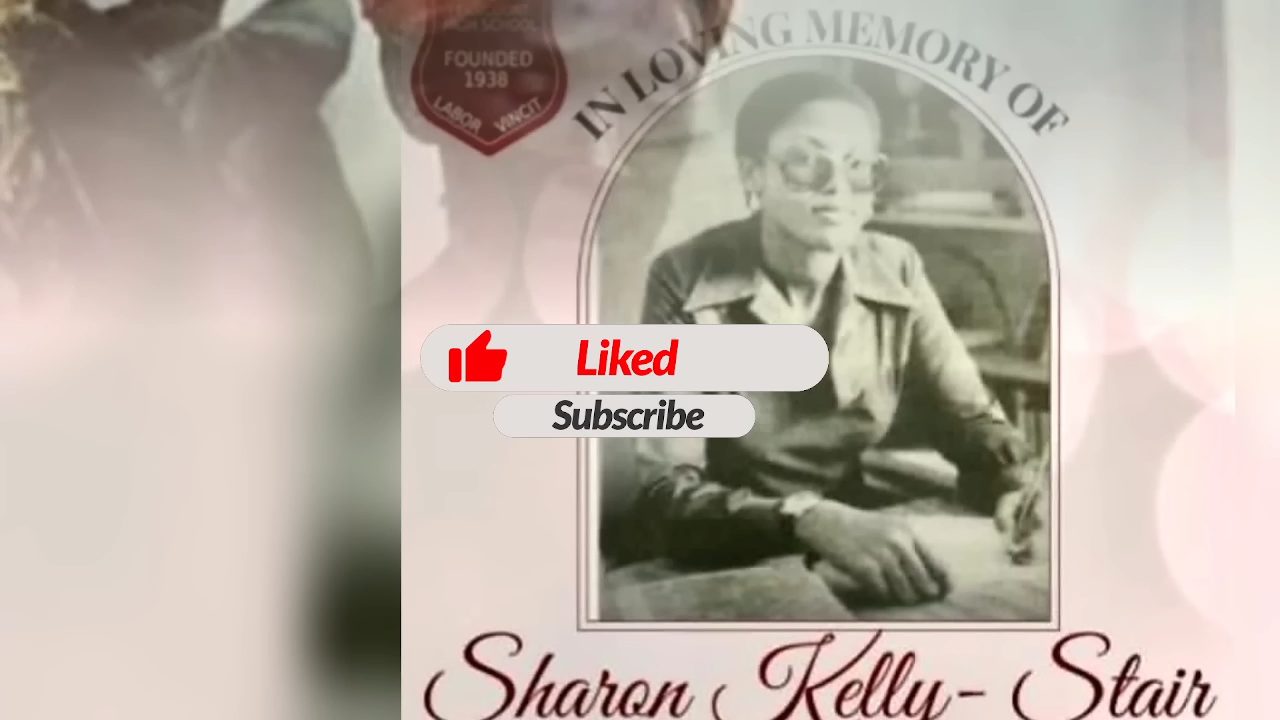 HIGH SCHOOL
FOUNDED
1938
LABOR VINCIT
IN LOVING MEMORY OF
Liked
Subscribe
Sharon Kelly- Stair